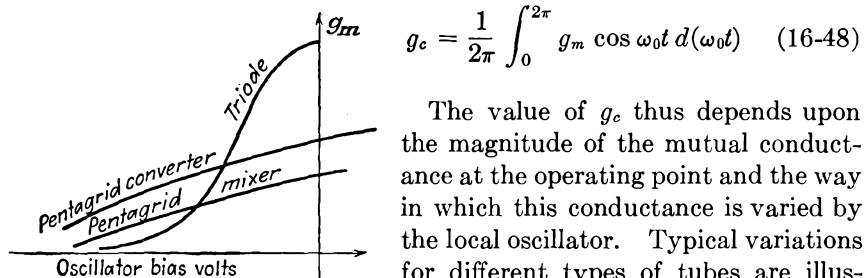 g_m
Triode
Pentagrid converter
Pentagrid mixer
Oscillator bias volts
g_c = \frac{1}{2\pi} \int_0^{2\pi} g_m cos ω_0t d(ω_0t) (16-48)
The value of g_c thus depends upon
the magnitude of the mutual conduct-
ance at the operating point and the way
in which this conductance is varied by
the local oscillator. Typical variations
for different types of tubes are illus-